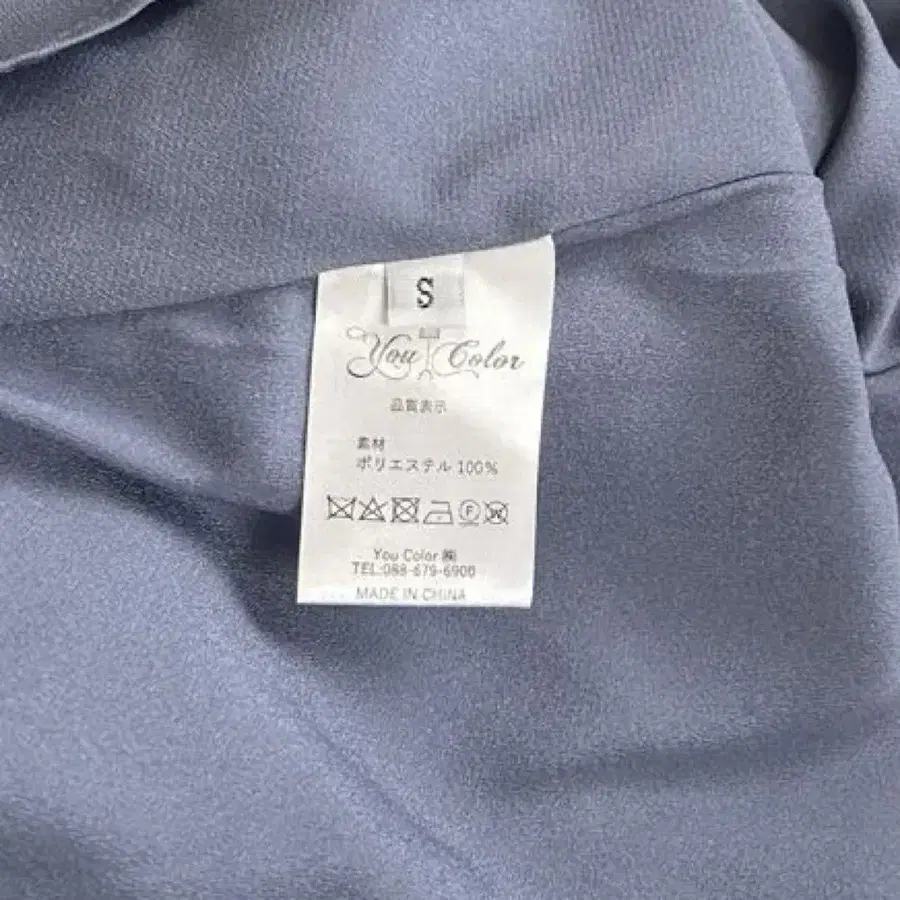 S
You Color
品質表示
素材
ポリエステル 100%
F W
You Color ㈱
TEL:088-679-6900
MADE IN CHINA